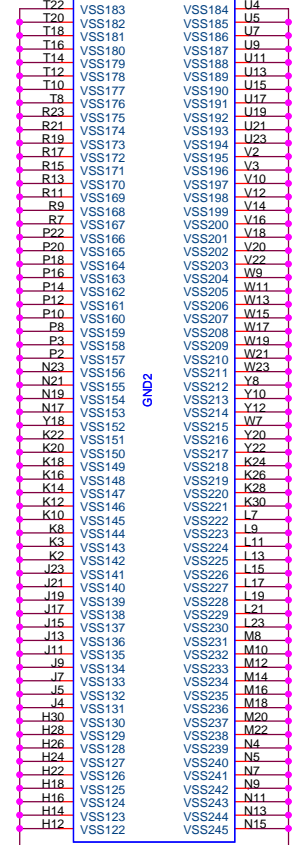 T22 VSS183 VSS184 U4
T20 VSS182 VSS185 U5
T18 VSS181 VSS186 U7
T16 VSS180 VSS187 U9
T14 VSS179 VSS188 U11
T12 VSS178 VSS189 U13
T10 VSS177 VSS190 U15
T8 VSS176 VSS191 U17
R23 VSS175 VSS192 U19
R21 VSS174 VSS193 U21
R19 VSS173 VSS194 U23
R17 VSS172 VSS195 V2
R15 VSS171 VSS196 V3
R13 VSS170 VSS197 V10
R11 VSS169 VSS198 V12
R9 VSS168 VSS199 V14
R7 VSS167 VSS200 V16
P22 VSS166 VSS201 V18
P20 VSS165 VSS202 V20
P18 VSS164 VSS203 V22
P16 VSS163 VSS204 W9
P14 VSS162 VSS205 W11
P12 VSS161 VSS206 W13
P10 VSS160 VSS207 W15
P8 VSS159 VSS208 W17
P3 VSS158 VSS209 W19
P2 VSS157 VSS210 W21
N23 VSS156 VSS211 W23
N21 VSS155 VSS212 Y8
N19 VSS154 VSS213 Y10
N17 VSS153 VSS214 Y12
Y18 VSS152 VSS215 W7
K22 VSS151 VSS216 Y20
K20 VSS150 VSS217 Y22
K18 VSS149 VSS218 K24
K16 VSS148 VSS219 K26
K14 VSS147 VSS220 K28
K12 VSS146 VSS221 K30
K10 VSS145 VSS222 L7
K8 VSS144 VSS223 L9
K3 VSS143 VSS224 L11
K2 VSS142 VSS225 L13
J23 VSS141 VSS226 L15
J21 VSS140 VSS227 L17
J19 VSS139 VSS228 L19
J17 VSS138 VSS229 L21
J15 VSS137 VSS230 L23
J13 VSS136 VSS231 M8
J11 VSS135 VSS232 M10
J9 VSS134 VSS233 M12
J7 VSS133 VSS234 M14
J5 VSS132 VSS235 M16
J4 VSS131 VSS236 M18
H30 VSS130 VSS237 M20
H28 VSS129 VSS238 M22
H26 VSS128 VSS239 N4
H24 VSS127 VSS240 N5
H22 VSS126 VSS241 N7
H18 VSS125 VSS242 N9
H16 VSS124 VSS243 N11
H14 VSS123 VSS244 N13
H12 VSS122 VSS245 N15
GND2